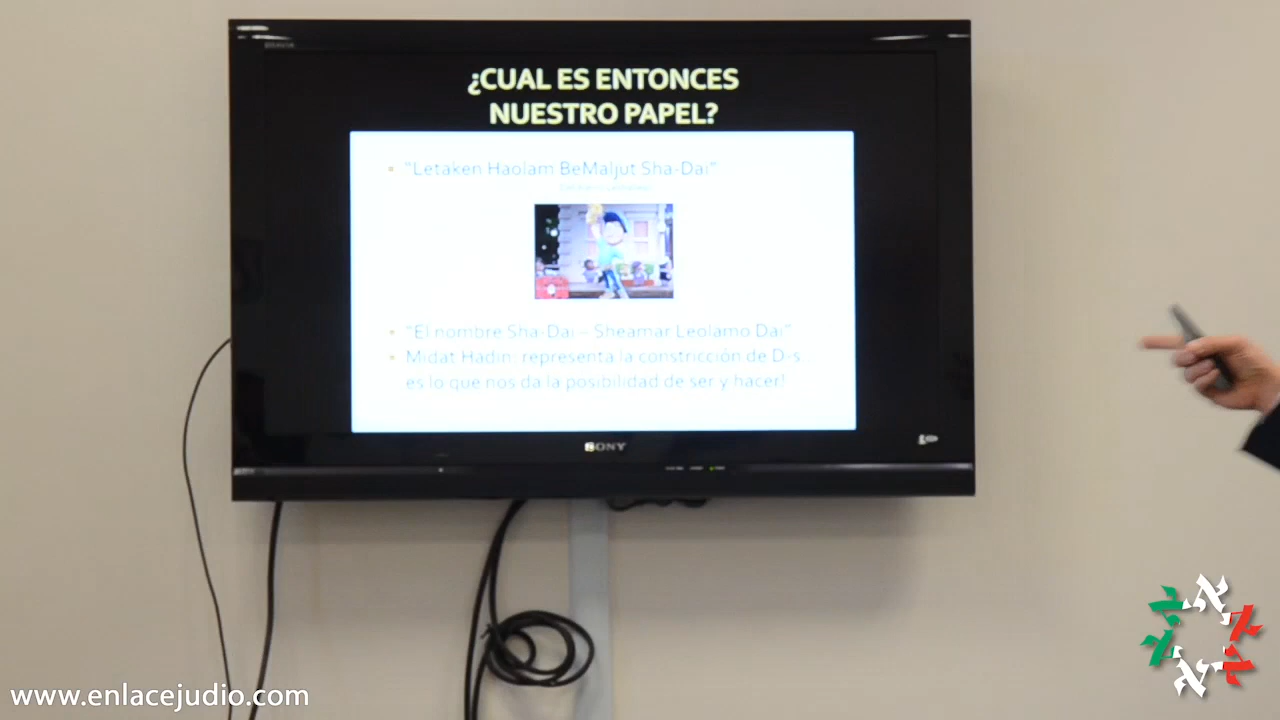 ¿CUAL ES ENTONCES
NUESTRO PAPEL?
"Letaken Haolam BeMaljut Sha-Dai"
"El nombre Sha-Dai – Sheamar Leolamo Dai"
Midat Hadin: representa la constricción de D-s...
es lo que nos da la posibilidad de ser y hacer!
SONY
www.enlacejudio.com